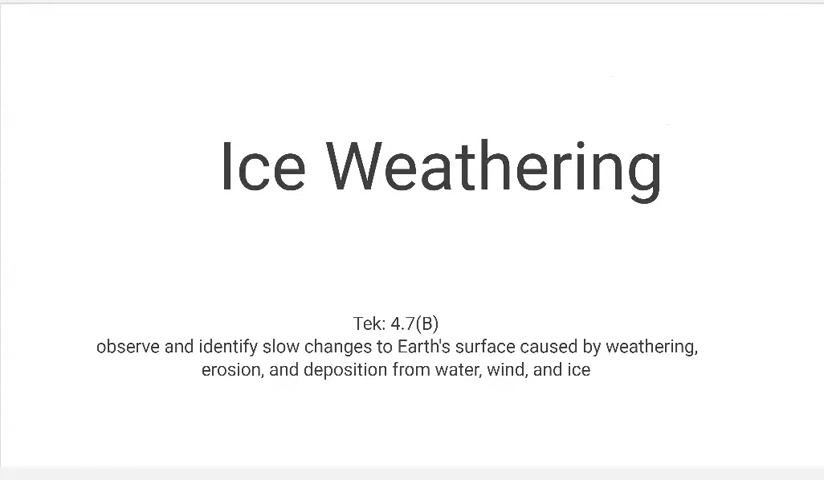 Ice Weathering
Tek: 4.7(B)
observe and identify slow changes to Earth's surface caused by weathering,
erosion, and deposition from water, wind, and ice